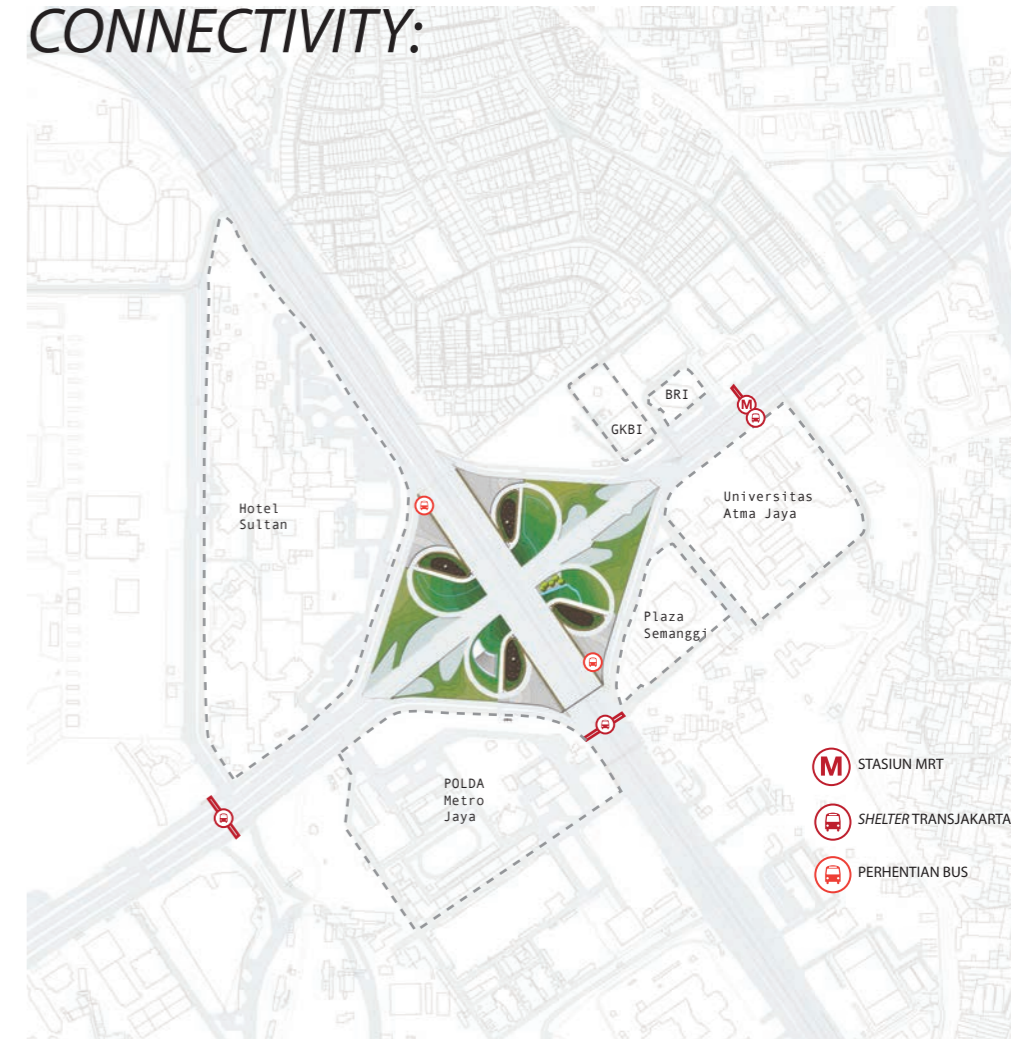 CONNECTIVITY:
BRI
M
GKBI
Universitas
Atma Jaya
Hotel
Sultan
Plaza
Semanggi
POLDA
Metro
Jaya
M STASIUN MRT
SHELTER TRANSJAKARTA
PERHENTIAN BUS